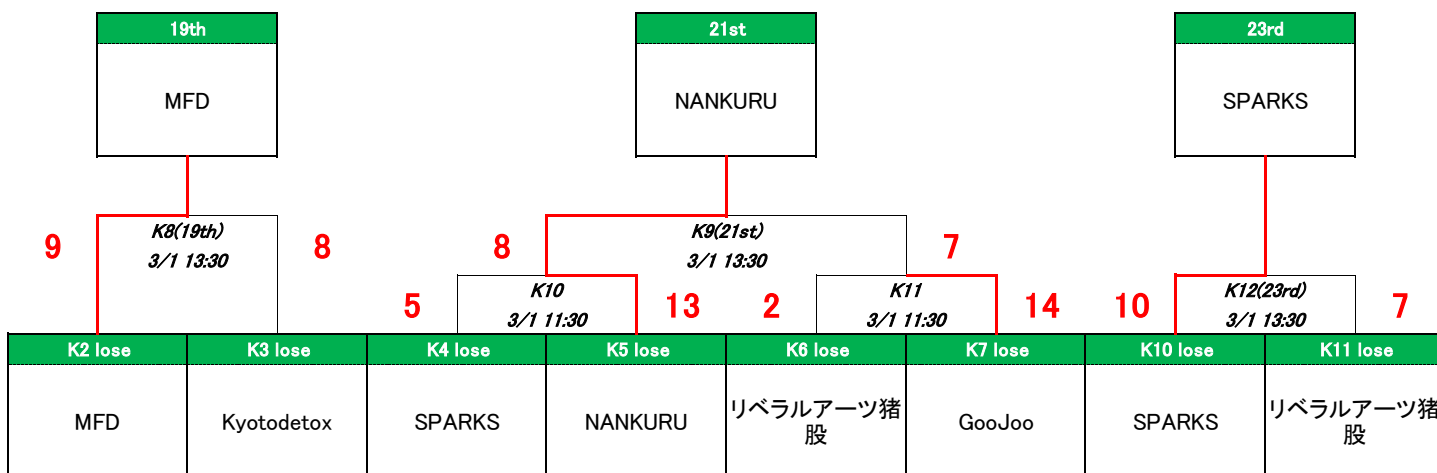 19th
21st
23rd
MFD
NANKURU
SPARKS
9
K8(19th)
3/1 13:30
8
8
K9(21st)
3/1 13:30
7
5
K10
3/1 11:30
13
2
K11
3/1 11:30
14
10
K12(23rd)
3/1 13:30
7
K2 lose
K3 lose
K4 lose
K5 lose
K6 lose
K7 lose
K10 lose
K11 lose
MFD
Kyotodetox
SPARKS
NANKURU
リベラルアーツ猪
股
GooJoo
SPARKS
リベラルアーツ猪
股